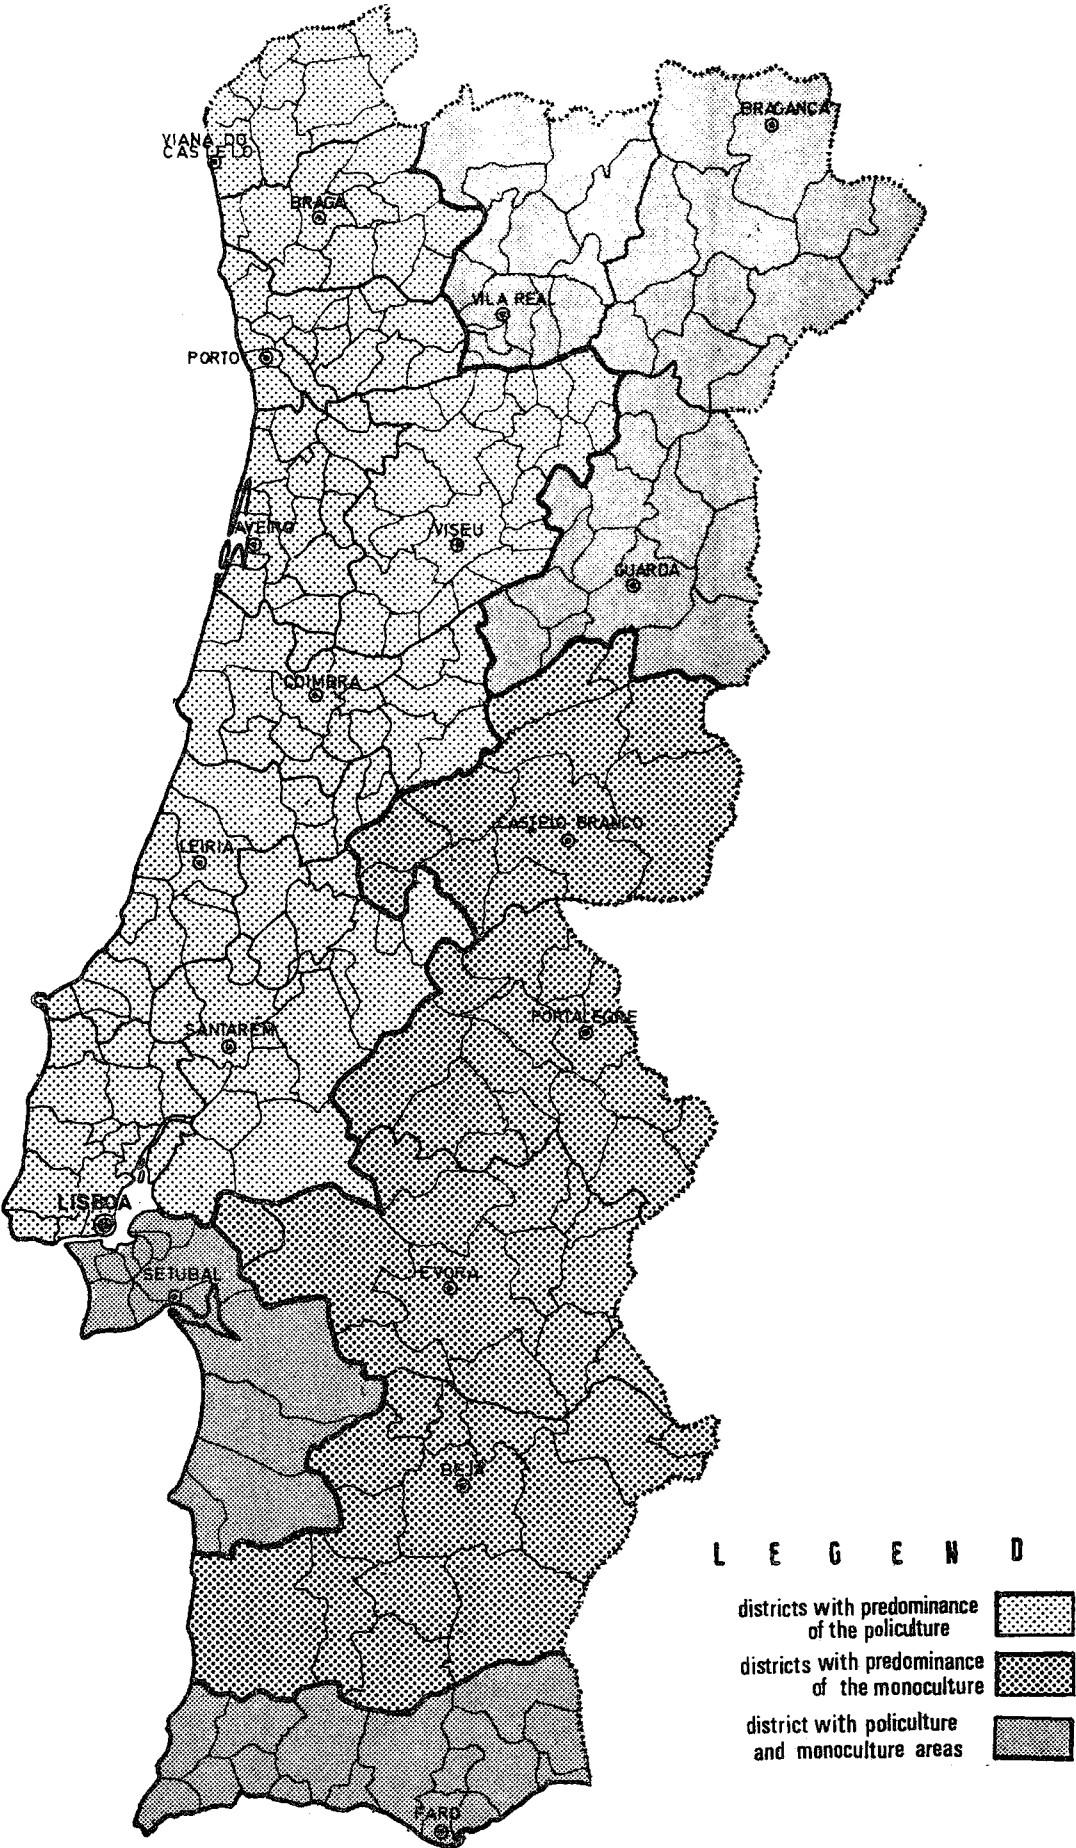 BRAGANCA
VIANA DO
CASTELO
BRAGA
VILA REAL
PORTO
AVEIRO
VISEU
GUARDA
COIMBRA
CASTELO BRANCO
LEIRIA
PORTALEGRE
SANTAREM
LISBOA
SETUBAL
EVORA
BEJA
FARO
LEGEND
districts with predominance
of the policulture
districts with predominance
of the monoculture
district with policulture
and monoculture areas